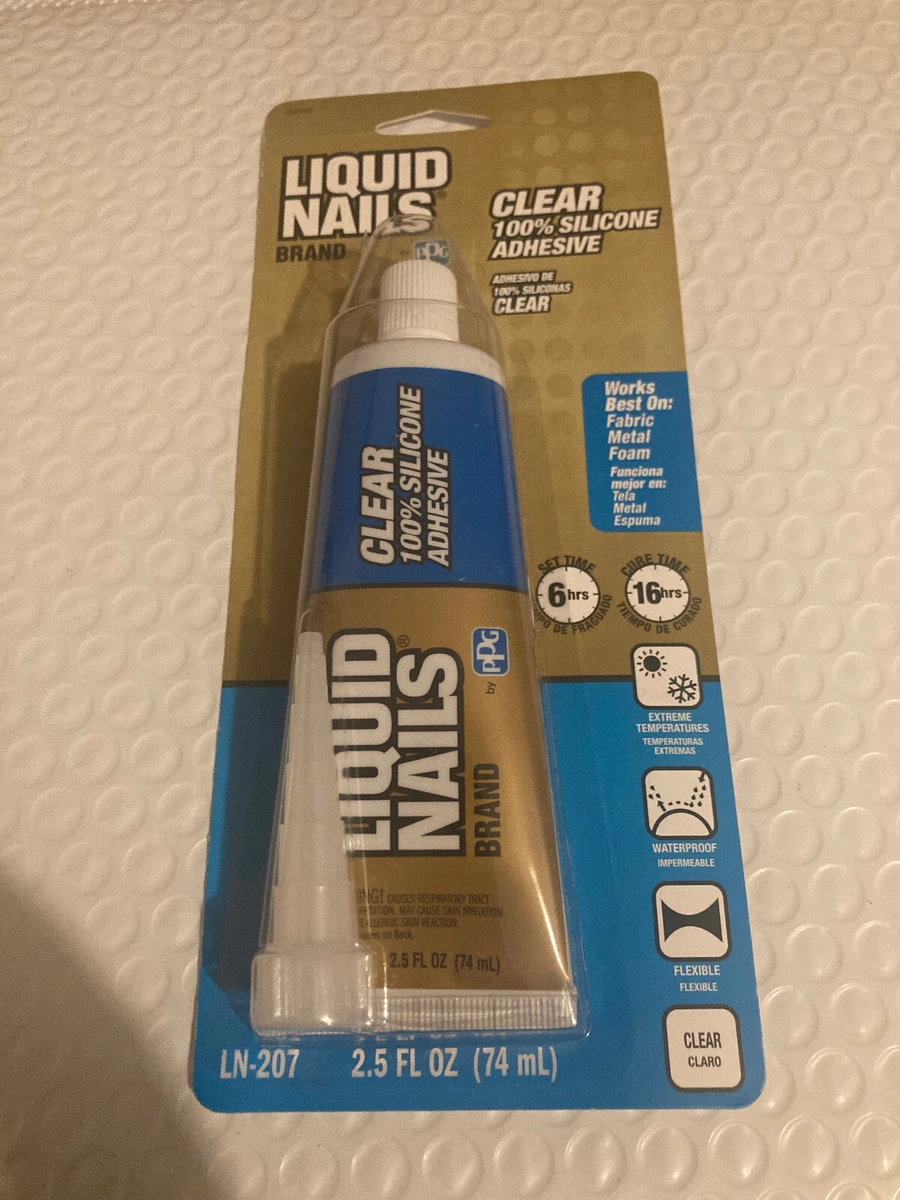 LIQUID
NAILS
BRAND
PPG
CLEAR
100% SILICONE
ADHESIVE
ADHESIVO DE
100% SILICONAS
CLEAR
Works
Best On:
Fabric
Metal
Foam
Funciona
mejor en:
Tela
Metal
Espuma
SET TIME
6hrs
PO DE FRAGUADO
CURE TIME
16hrs
TIEMPO DE CURADO
EXTREME
TEMPERATURES
TEMPERATURAS
EXTREMAS
WATERPROOF
IMPERMEABLE
FLEXIBLE
FLEXIBLE
CLEAR
CLARO
CLEAR
100% SILICONE
ADHESIVE
LIQUID
NAILS®
BRAND
by PPG
ING! CAUSES RESPIRATORY TRACT
MAY CAUSE SKIN IRRIGATION.
ALLERGIC SKIN REACTION.
on Back.
2.5 FL OZ (74 mL)
LN-207
2.5 FL OZ (74 mL)